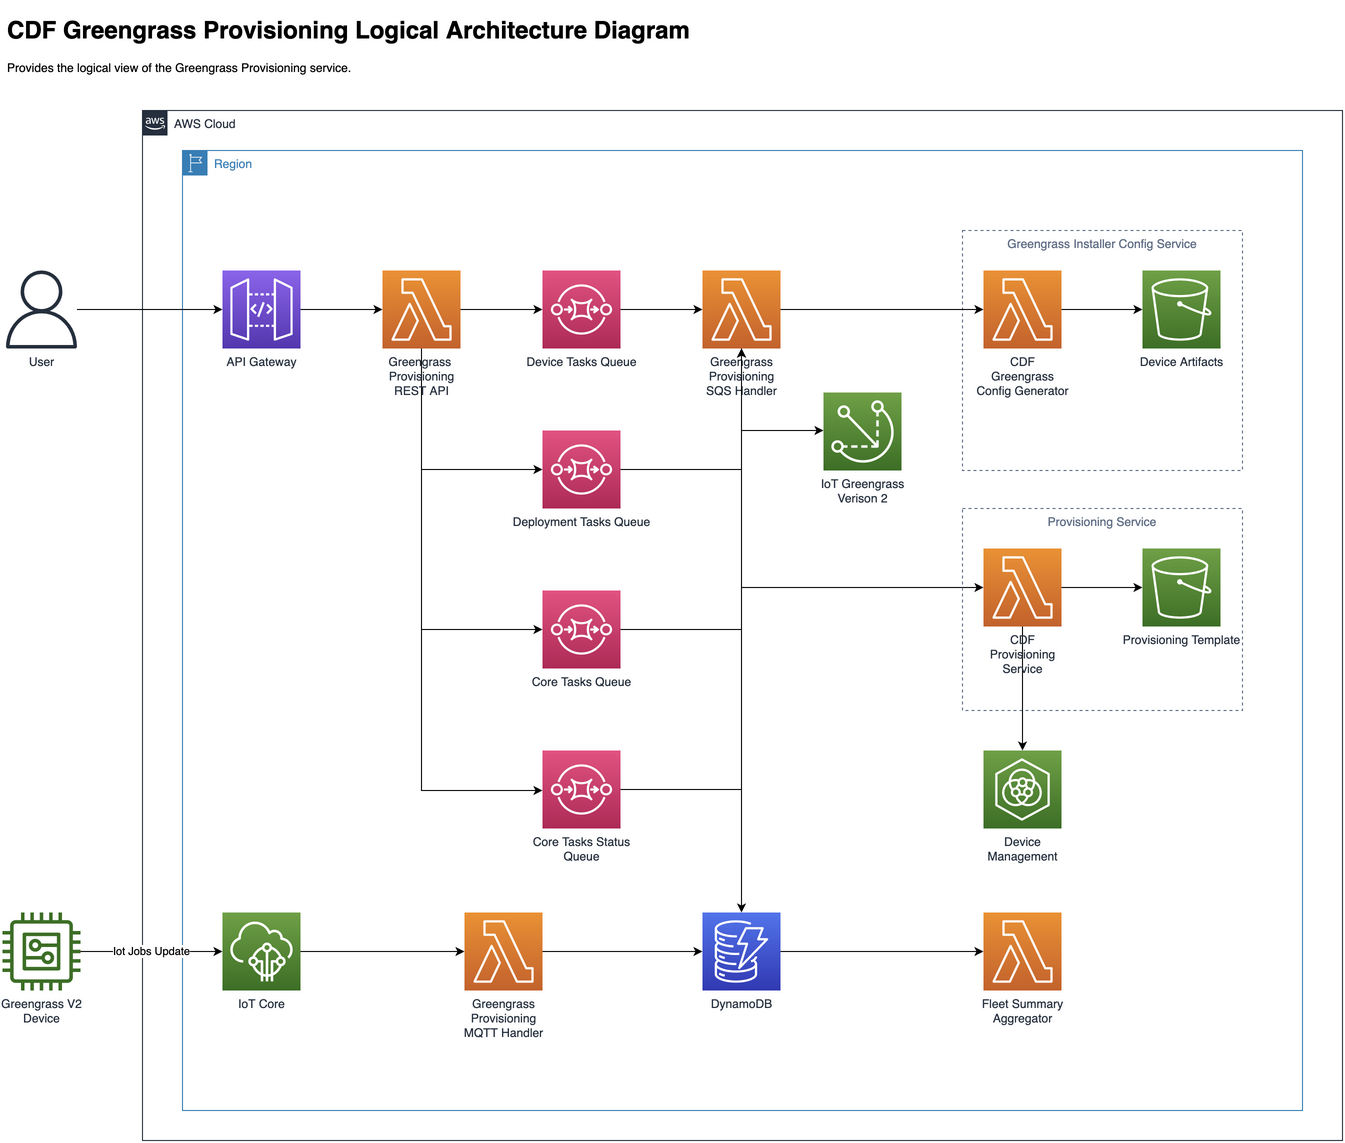 CDF Greengrass Provisioning Logical Architecture Diagram
Provides the logical view of the Greengrass Provisioning service.
aws
AWS Cloud
Region
Greengrass Installer Config Service
</>
User
API Gateway
Greengrass
Provisioning
REST API
Device Tasks Queue
Greengrass
Provisioning
SQS Handler
CDF
Greengrass
Config Generator
Device Artifacts
IoT Greengrass
Verison 2
Deployment Tasks Queue
Provisioning Service
CDF
Provisioning
Service
Provisioning Template
Core Tasks Queue
Core Tasks Status
Queue
Device
Management
Iot Jobs Update
Greengrass V2
Device
IoT Core
Greengrass
Provisioning
MQTT Handler
DynamoDB
Fleet Summary
Aggregator